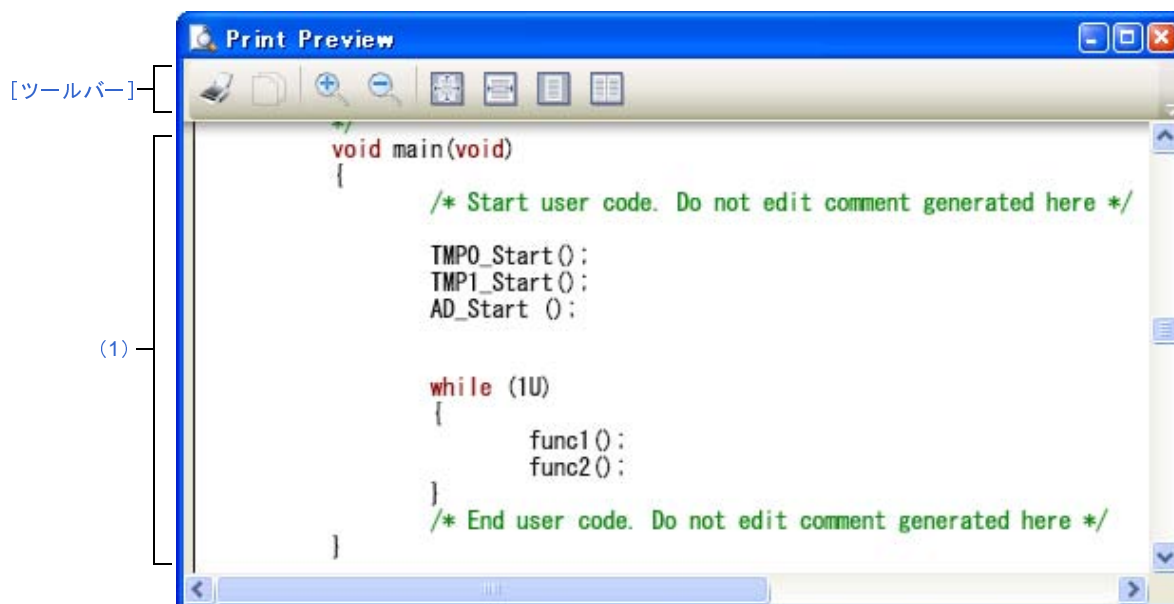 Print Preview
[ツールバー]
*/
void main(void)
{
/* Start user code. Do not edit comment generated here */
TMP0_Start();
TMP1_Start();
AD_Start ();
(1)
while (1U)
{
func1();
func2();
}
/* End user code. Do not edit comment generated here */
}